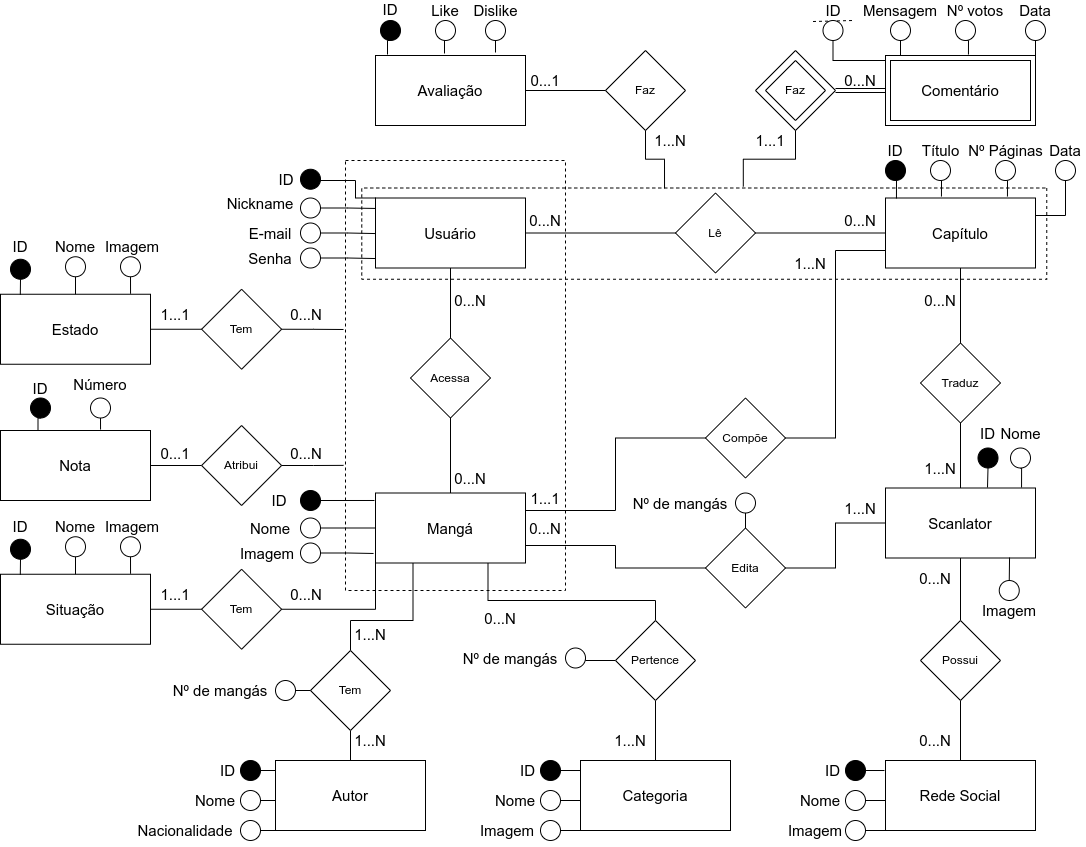 ID Like Dislike
ID Mensagem Nº votos Data
Avaliação 0...1 Faz
Faz 0...N Comentário
1...N 1...1
ID Título Nº Páginas Data
ID
Nickname
E-mail
Senha
Usuário 0...N Lê 0...N Capítulo
1...N
ID Nome Imagem
Estado 1...1 Tem 0...N
0...N
Acessa
0...N
0...N
Traduz
1...N
ID Número
Nota 0...1 Atribui 0...N
Compõe
ID Nome
ID
Nome
Imagem
Mangá 1...1
0...N
Nº de mangás
Edita
1...N Scanlator
Imagem
ID Nome Imagem
Situação 1...1 Tem 0...N
0...N
Possui
0...N
1...N
Nº de mangás Tem
1...N
0...N
Nº de mangás Pertence
1...N
ID
Nome
Nacionalidade
Autor
ID
Nome
Imagem
Categoria
ID
Nome
Imagem
Rede Social